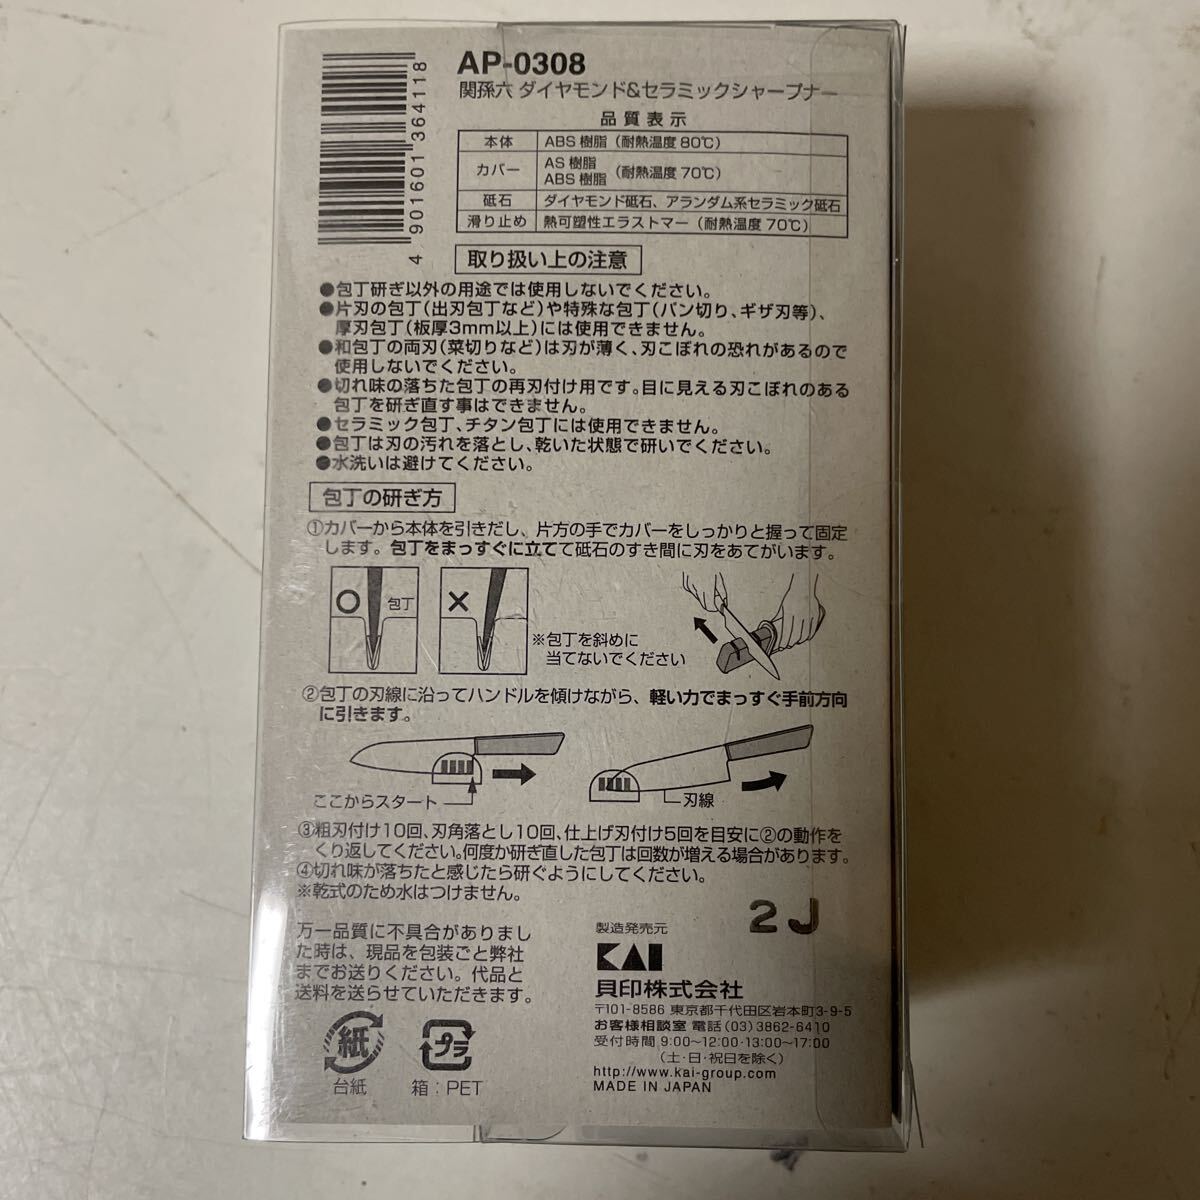 4 901601 364118
AP-0308
関孫六 ダイヤモンド&セラミックシャープナー
品質表示
本体 ABS 樹脂（耐熱温度 80℃）
カバー AS 樹脂 ABS 樹脂 （耐熱温度 70℃）
砥石 ダイヤモンド砥石、アランダム系セラミック砥石
滑り止め 熱可塑性エラストマー（耐熱温度 70℃）
取り扱い上の注意
●包丁研ぎ以外の用途では使用しないでください。
●片刃の包丁（出刃包丁など）や特殊な包丁（パン切り、ギザ刃等）、
厚刃包丁（板厚3mm以上）には使用できません。
●和包丁の両刃（菜切りなど）は刃が薄く、刃こぼれの恐れがあるので
使用しないでください。
●切れ味の落ちた包丁の再刃付け用です。目に見える刃こぼれのある
包丁を研ぎ直す事はできません。
●セラミック包丁、チタン包丁には使用できません。
●包丁は刃の汚れを落とし、乾いた状態で研いでください。
●水洗いは避けてください。
包丁の研ぎ方
①カバーから本体を引きだし、片方の手でカバーをしっかりと握って固定
します。包丁をまっすぐに立てて砥石のすき間に刃をあてがいます。
○ 包丁 ×
※包丁を斜めに
当てないでください
②包丁の刃線に沿ってハンドルを傾けながら、軽い力でまっすぐ手前方向
に引きます。
ここからスタート 刃線
③粗刃付け10回、刃角落とし10回、仕上げ刃付け5回を目安に②の動作を
くり返してください。何度か研ぎ直した包丁は回数が増える場合があります。
④切れ味が落ちたと感じたら研ぐようにしてください。
※乾式のため水はつけません。
2J
万一品質に不具合がありまし
た時は、現品を包装ごと弊社
までお送りください。代品と
送料を送らせていただきます。
紙
台紙
プラ
箱：PET
製造発売元
KAI
貝印株式会社
〒101-8586 東京都千代田区岩本町3-9-5
お客様相談室 電話（03）3862-6410
受付時間 9:00〜12:00・13:00〜17:00
（土・日・祝日を除く）
http://www.kai-group.com
MADE IN JAPAN